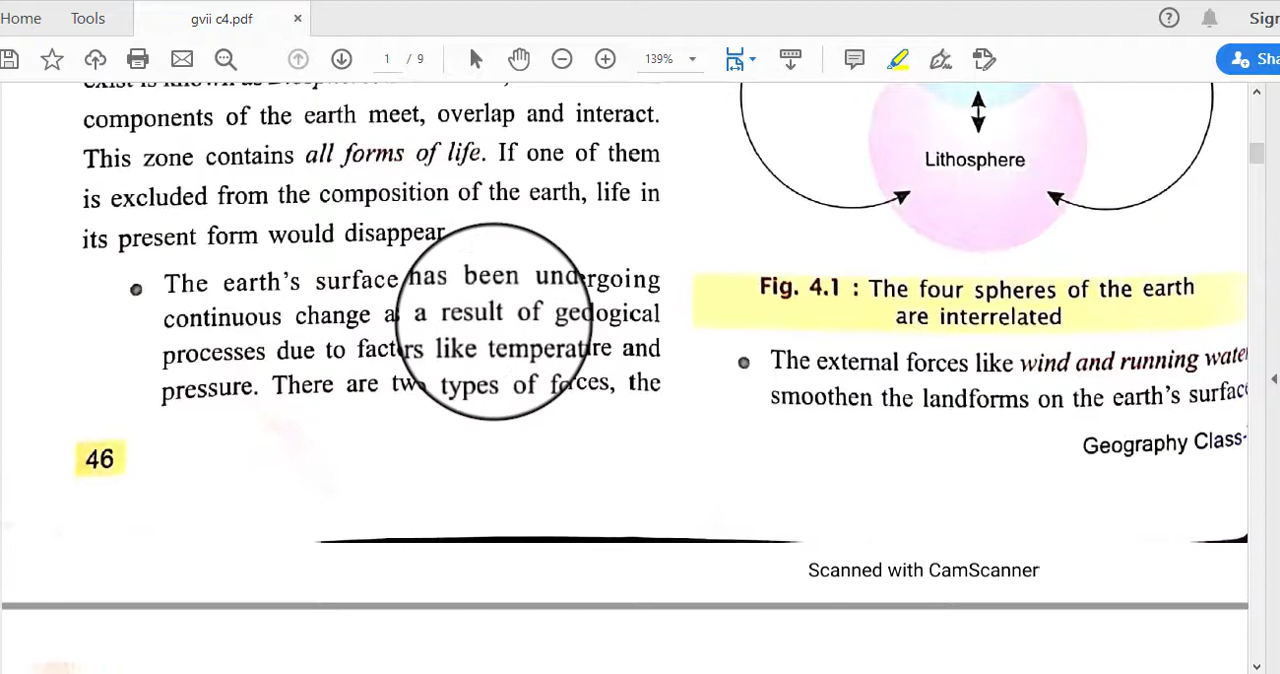 Home Tools gvii c4.pdf × Sign
1 / 9 139% Sha
components of the earth meet, overlap and interact.
This zone contains all forms of life. If one of them
is excluded from the composition of the earth, life in
its present form would disappear
The earth's surface has been undergoing
continuous change a a result of geological
processes due to factors like temperature and
pressure. There are two types of forces, the
46
Lithosphere
Fig. 4.1 : The four spheres of the earth
are interrelated
The external forces like wind and running water
smoothen the landforms on the earth's surface
Geography Class-
Scanned with CamScanner